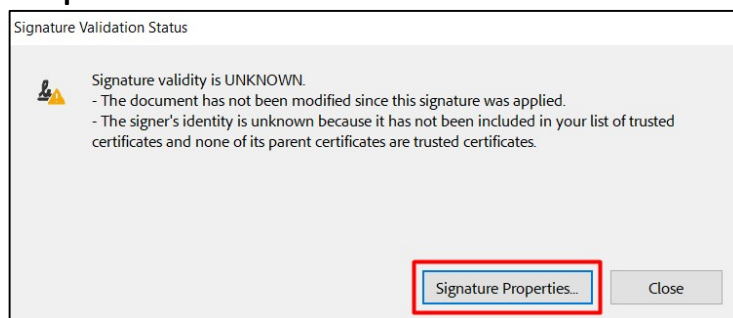 Signature Validation Status
Signature validity is UNKNOWN.
- The document has not been modified since this signature was applied.
- The signer's identity is unknown because it has not been included in your list of trusted
certificates and none of its parent certificates are trusted certificates.
Signature Properties...
Close